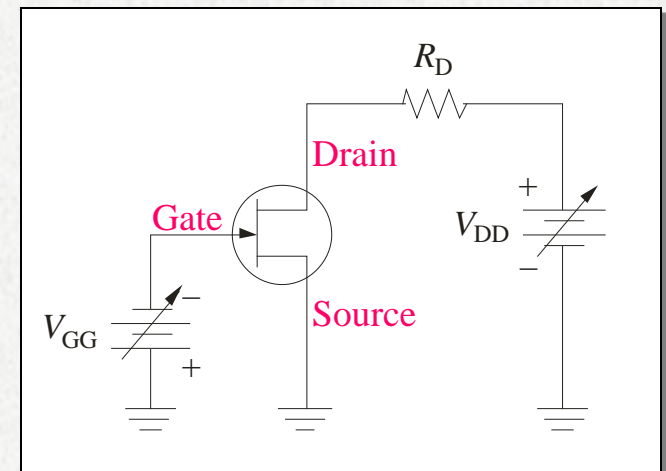 R_D
Drain
+
Gate
V_DD
−
−
Source
V_GG
+